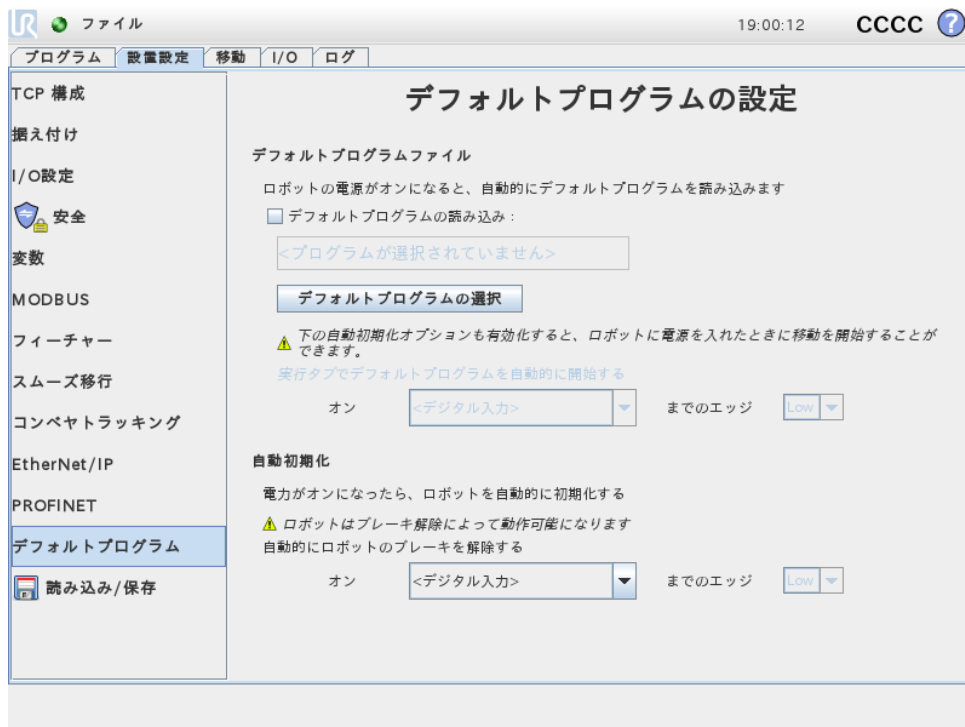 UR ファイル 19:00:12 CCCC ?
プログラム 設置設定 移動 I/O ログ
TCP 構成
据え付け
I/O設定
安全
変数
MODBUS
フィーチャー
スムーズ移行
コンベヤトラッキング
EtherNet/IP
PROFINET
デフォルトプログラム
読み込み/保存
デフォルトプログラムの設定
デフォルトプログラムファイル
ロボットの電源がオンになると、自動的にデフォルトプログラムを読み込みます
デフォルトプログラムの読み込み：
<プログラムが選択されていません>
デフォルトプログラムの選択
下の自動初期化オプションも有効化すると、ロボットに電源を入れたときに移動を開始することが
できます。
実行タブでデフォルトプログラムを自動的に開始する
オン <デジタル入力> までのエッジ Low
自動初期化
電力がオンになったら、ロボットを自動的に初期化する
ロボットはブレーキ解除によって動作可能になります
自動的にロボットのブレーキを解除する
オン <デジタル入力> までのエッジ Low